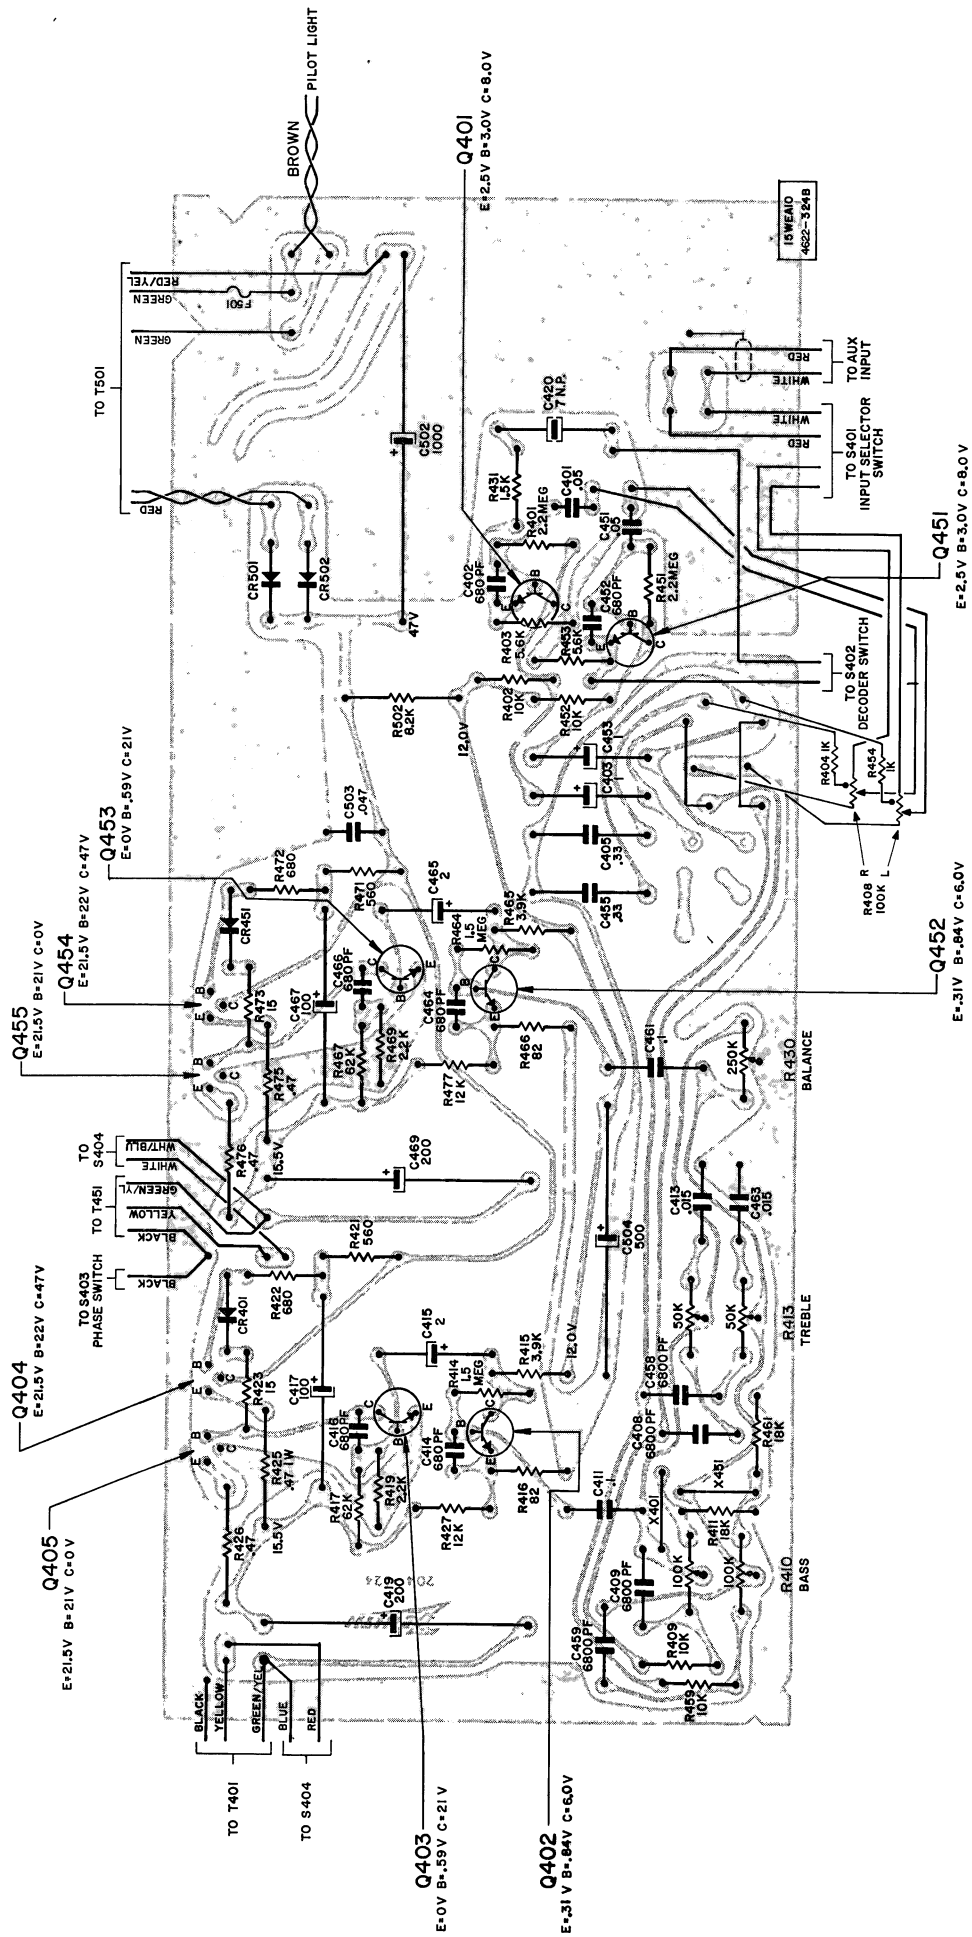 Q405
E=21.5V B=21V C=0V
Q404
E=21.5V B=22V C=47V
Q455
E=21.5V B=21V C=0V
Q454
E=21.5V B=22V C=47V
Q453
E=0V B=.59V C=21V
TO S403
PHASE SWITCH
BLACK
TO T451
BLACK
YELLOW
GREEN/YL
TO
S404
WHITE
WHT/BLU
TO T501
RED
GREEN
GREEN
F501
RED/YEL
BROWN
PILOT LIGHT
TO T401
BLACK
YELLOW
GREEN/YEL
TO S404
BLUE
RED
E
B
C
E
B
C
E
B
C
E
B
C
R426
.47
R425
.47 1W
R423
15
CR401
R422
680
R476
.47
R475
.47
R473
15
CR451
R472
680
CR501
CR502
15.5V
15.5V
C417
100
R421
560
C467
100
R471
560
C503
.047
47V
C502
1000
C419
200
R417
62K
R419
2.2K
C416
680PF
C
B
E
C415
2
C469
200
R467
62K
R469
2.2K
C466
680PF
C
B
E
C465
2
R502
8.2K
R427
12K
C414
680PF
R414
1.5
MEG
B
E
C
R416
82
R415
3.9K
12.0V
R477
12K
C464
680PF
R464
1.5
MEG
B
E
C
R466
82
R465
3.9K
12.0V
R402
10K
R403
5.6K
C402
680PF
E
B
C
R401
2.2MEG
R431
1.5K
C420
7 N.P.
C401
.05
C451
.05
R452
10K
R453
5.6K
C452
680PF
E
B
C
R451
2.2MEG
Q401
E=2.5V B=3.0V C=8.0V
C455
.33
C405
.33
C403
.1
C453
.1
C504
500
C461
.1
C411
.1
C459
6800PF
C409
6800PF
X401
C408
6800PF
C458
6800PF
R409
10K
R459
10K
100K
100K
R411
18K
X451
R461
18K
50K
50K
C413
.015
C463
.015
250K
R410
BASS
R413
TREBLE
R430
BALANCE
R408 R
100K L
R404 1K
R454
1K
TO S402
DECODER SWITCH
TO S401
INPUT SELECTOR
SWITCH
RED
WHITE
TO AUX
INPUT
WHITE
RED
15WEA10
4622-324B
Q403
E=0V B=.59V C=21V
Q402
E=.31V B=.84V C=6.0V
Q452
E=.31V B=.84V C=6.0V
Q451
E=2.5V B=3.0V C=8.0V